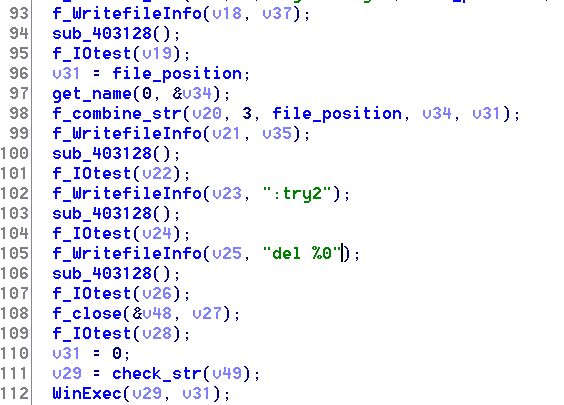 93 f_WritefileInfo(v18, v37);
94 sub_403128();
95 f_IOtest(v19);
96 v31 = file_position;
97 get_name(0, &v34);
98 f_combine_str(v20, 3, file_position, v34, v31);
99 f_WritefileInfo(v21, v35);
100 sub_403128();
101 f_IOtest(v22);
102 f_WritefileInfo(v23, ":try2");
103 sub_403128();
104 f_IOtest(v24);
105 f_WritefileInfo(v25, "del %0");
106 sub_403128();
107 f_IOtest(v26);
108 f_close(&v48, v27);
109 f_IOtest(v28);
110 v31 = 0;
111 v29 = check_str(v49);
112 WinExec(v29, v31);